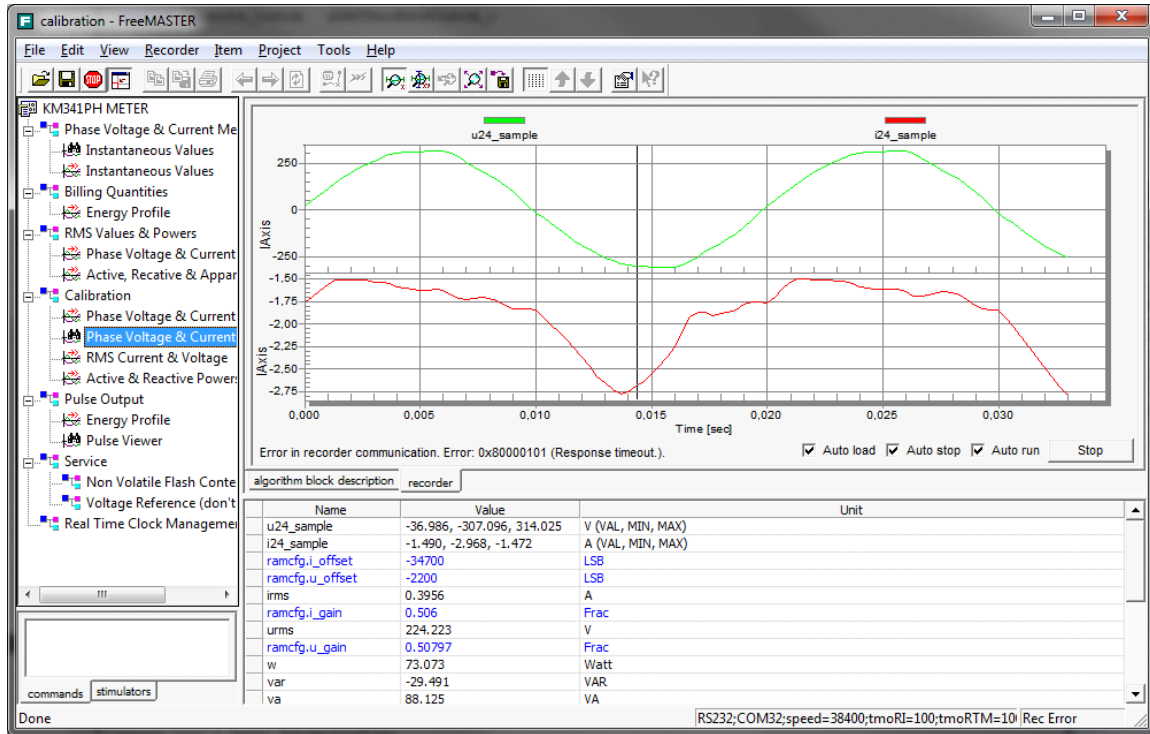 calibration - FreeMASTER
File Edit View Recorder Item Project Tools Help
KM341PH METER
Phase Voltage & Current Me
Instantaneous Values
Instantaneous Values
Billing Quantities
Energy Profile
RMS Values & Powers
Phase Voltage & Current
Active, Recative & Appar
Calibration
Phase Voltage & Current
Phase Voltage & Current
RMS Current & Voltage
Active & Reactive Powers
Pulse Output
Energy Profile
Pulse Viewer
Service
Non Volatile Flash Conte
Voltage Reference (don't
Real Time Clock Managemen
commands stimulators
u24_sample i24_sample
250
0
-250
IAxis
-1,50
-1,75
-2,00
-2,25
-2,50
-2,75
IAxis
0,000 0,005 0,010 0,015 0,020 0,025 0,030
Time [sec]
Error in recorder communication. Error: 0x80000101 (Response timeout.). Auto load Auto stop Auto run Stop
algorithm block description recorder
Name Value Unit
u24_sample -36.986, -307.096, 314.025 V (VAL, MIN, MAX)
i24_sample -1.490, -2.968, -1.472 A (VAL, MIN, MAX)
ramcfg.i_offset -34700 LSB
ramcfg.u_offset -2200 LSB
irms 0.3956 A
ramcfg.i_gain 0.506 Frac
urms 224.223 V
ramcfg.u_gain 0.50797 Frac
w 73.073 Watt
var -29.491 VAR
va 88.125 VA
Done RS232;COM32;speed=38400;tmoRI=100;tmoRTM=10 Rec Error